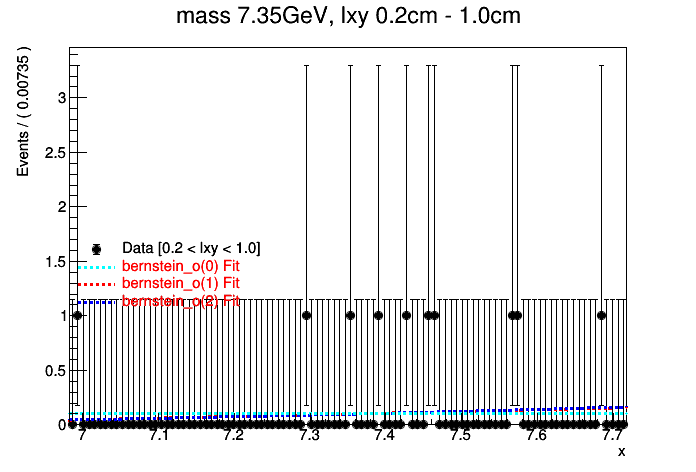 mass 7.35GeV, lxy 0.2cm - 1.0cm
Events / ( 0.00735 )
3
2.5
2
1.5
1
0.5
0
Data [0.2 < lxy < 1.0]
bernstein_o(0) Fit
bernstein_o(1) Fit
bernstein_o(2) Fit
7 7.1 7.2 7.3 7.4 7.5 7.6 7.7
x